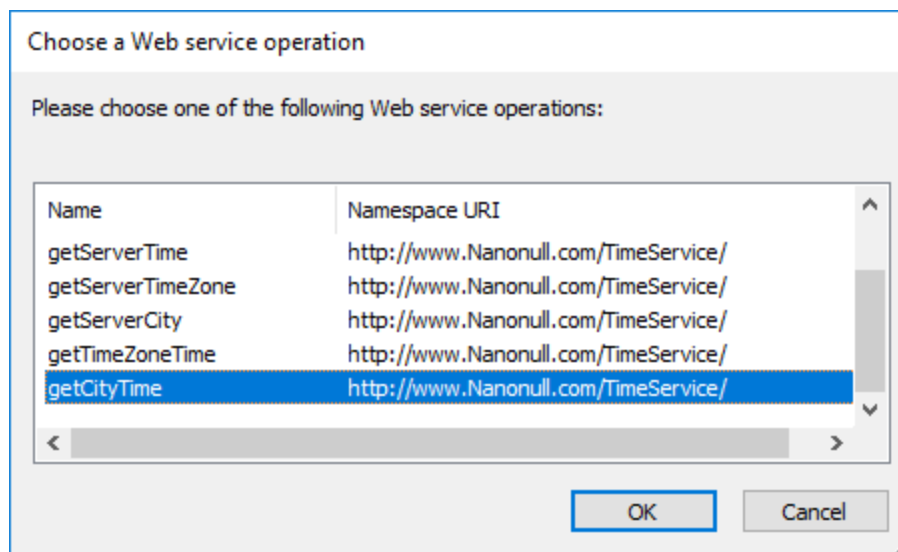 Choose a Web service operation
Please choose one of the following Web service operations:
Name Namespace URI
getServerTime http://www.Nanonull.com/TimeService/
getServerTimeZone http://www.Nanonull.com/TimeService/
getServerCity http://www.Nanonull.com/TimeService/
getTimeZoneTime http://www.Nanonull.com/TimeService/
getCityTime http://www.Nanonull.com/TimeService/
OK Cancel